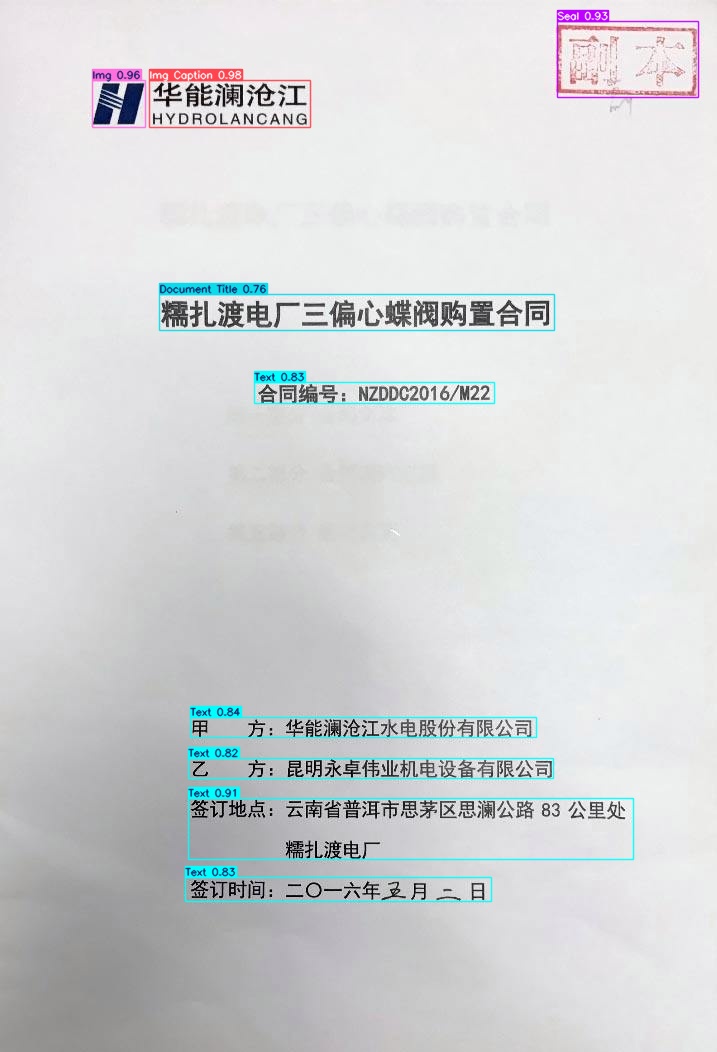 Img 0.96
Img Caption 0.98
Seal 0.93
副本
华能澜沧江
HYDROLANCANG
Document Title 0.76
糯扎渡电厂三偏心蝶阀购置合同
Text 0.83
合同编号：NZDDC2016/M22
Text 0.84
甲 方：华能澜沧江水电股份有限公司
Text 0.82
乙 方：昆明永卓伟业机电设备有限公司
Text 0.91
签订地点：云南省普洱市思茅区思澜公路 83 公里处
糯扎渡电厂
Text 0.83
签订时间：二〇一六年五月二日